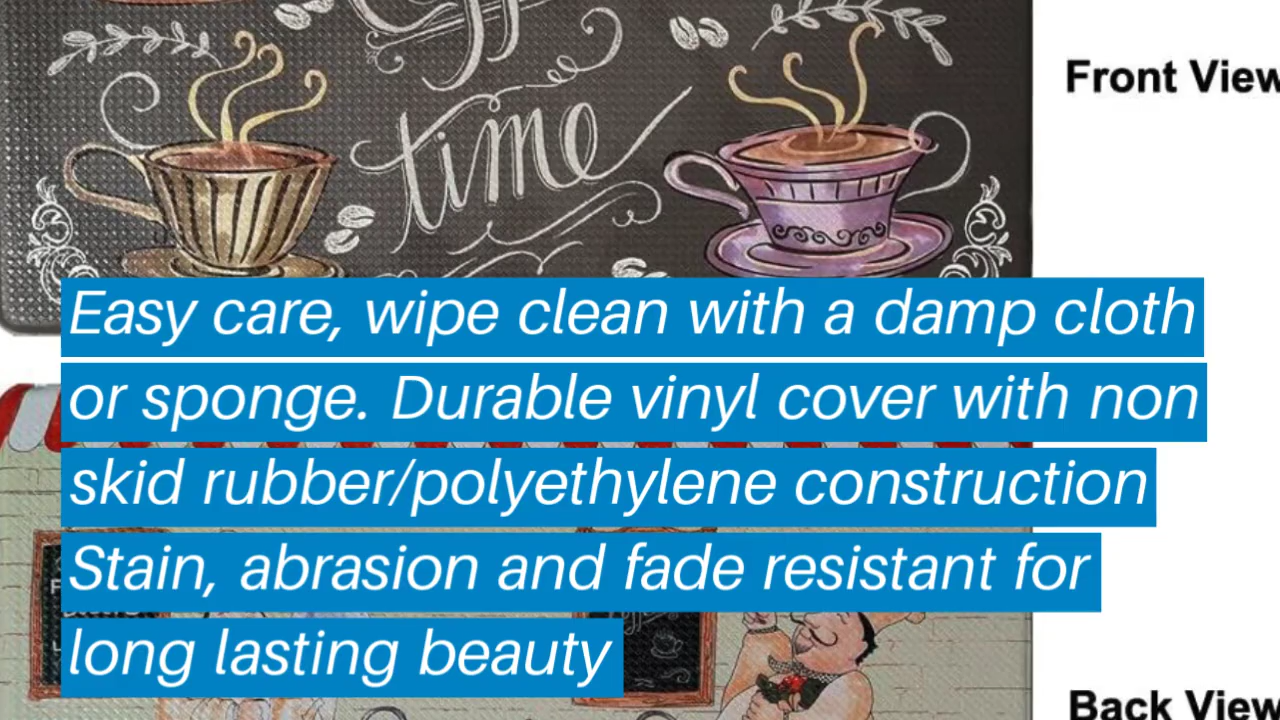 time
Front View
Easy care, wipe clean with a damp cloth
or sponge. Durable vinyl cover with non
skid rubber/polyethylene construction
Stain, abrasion and fade resistant for
long lasting beauty
Back View